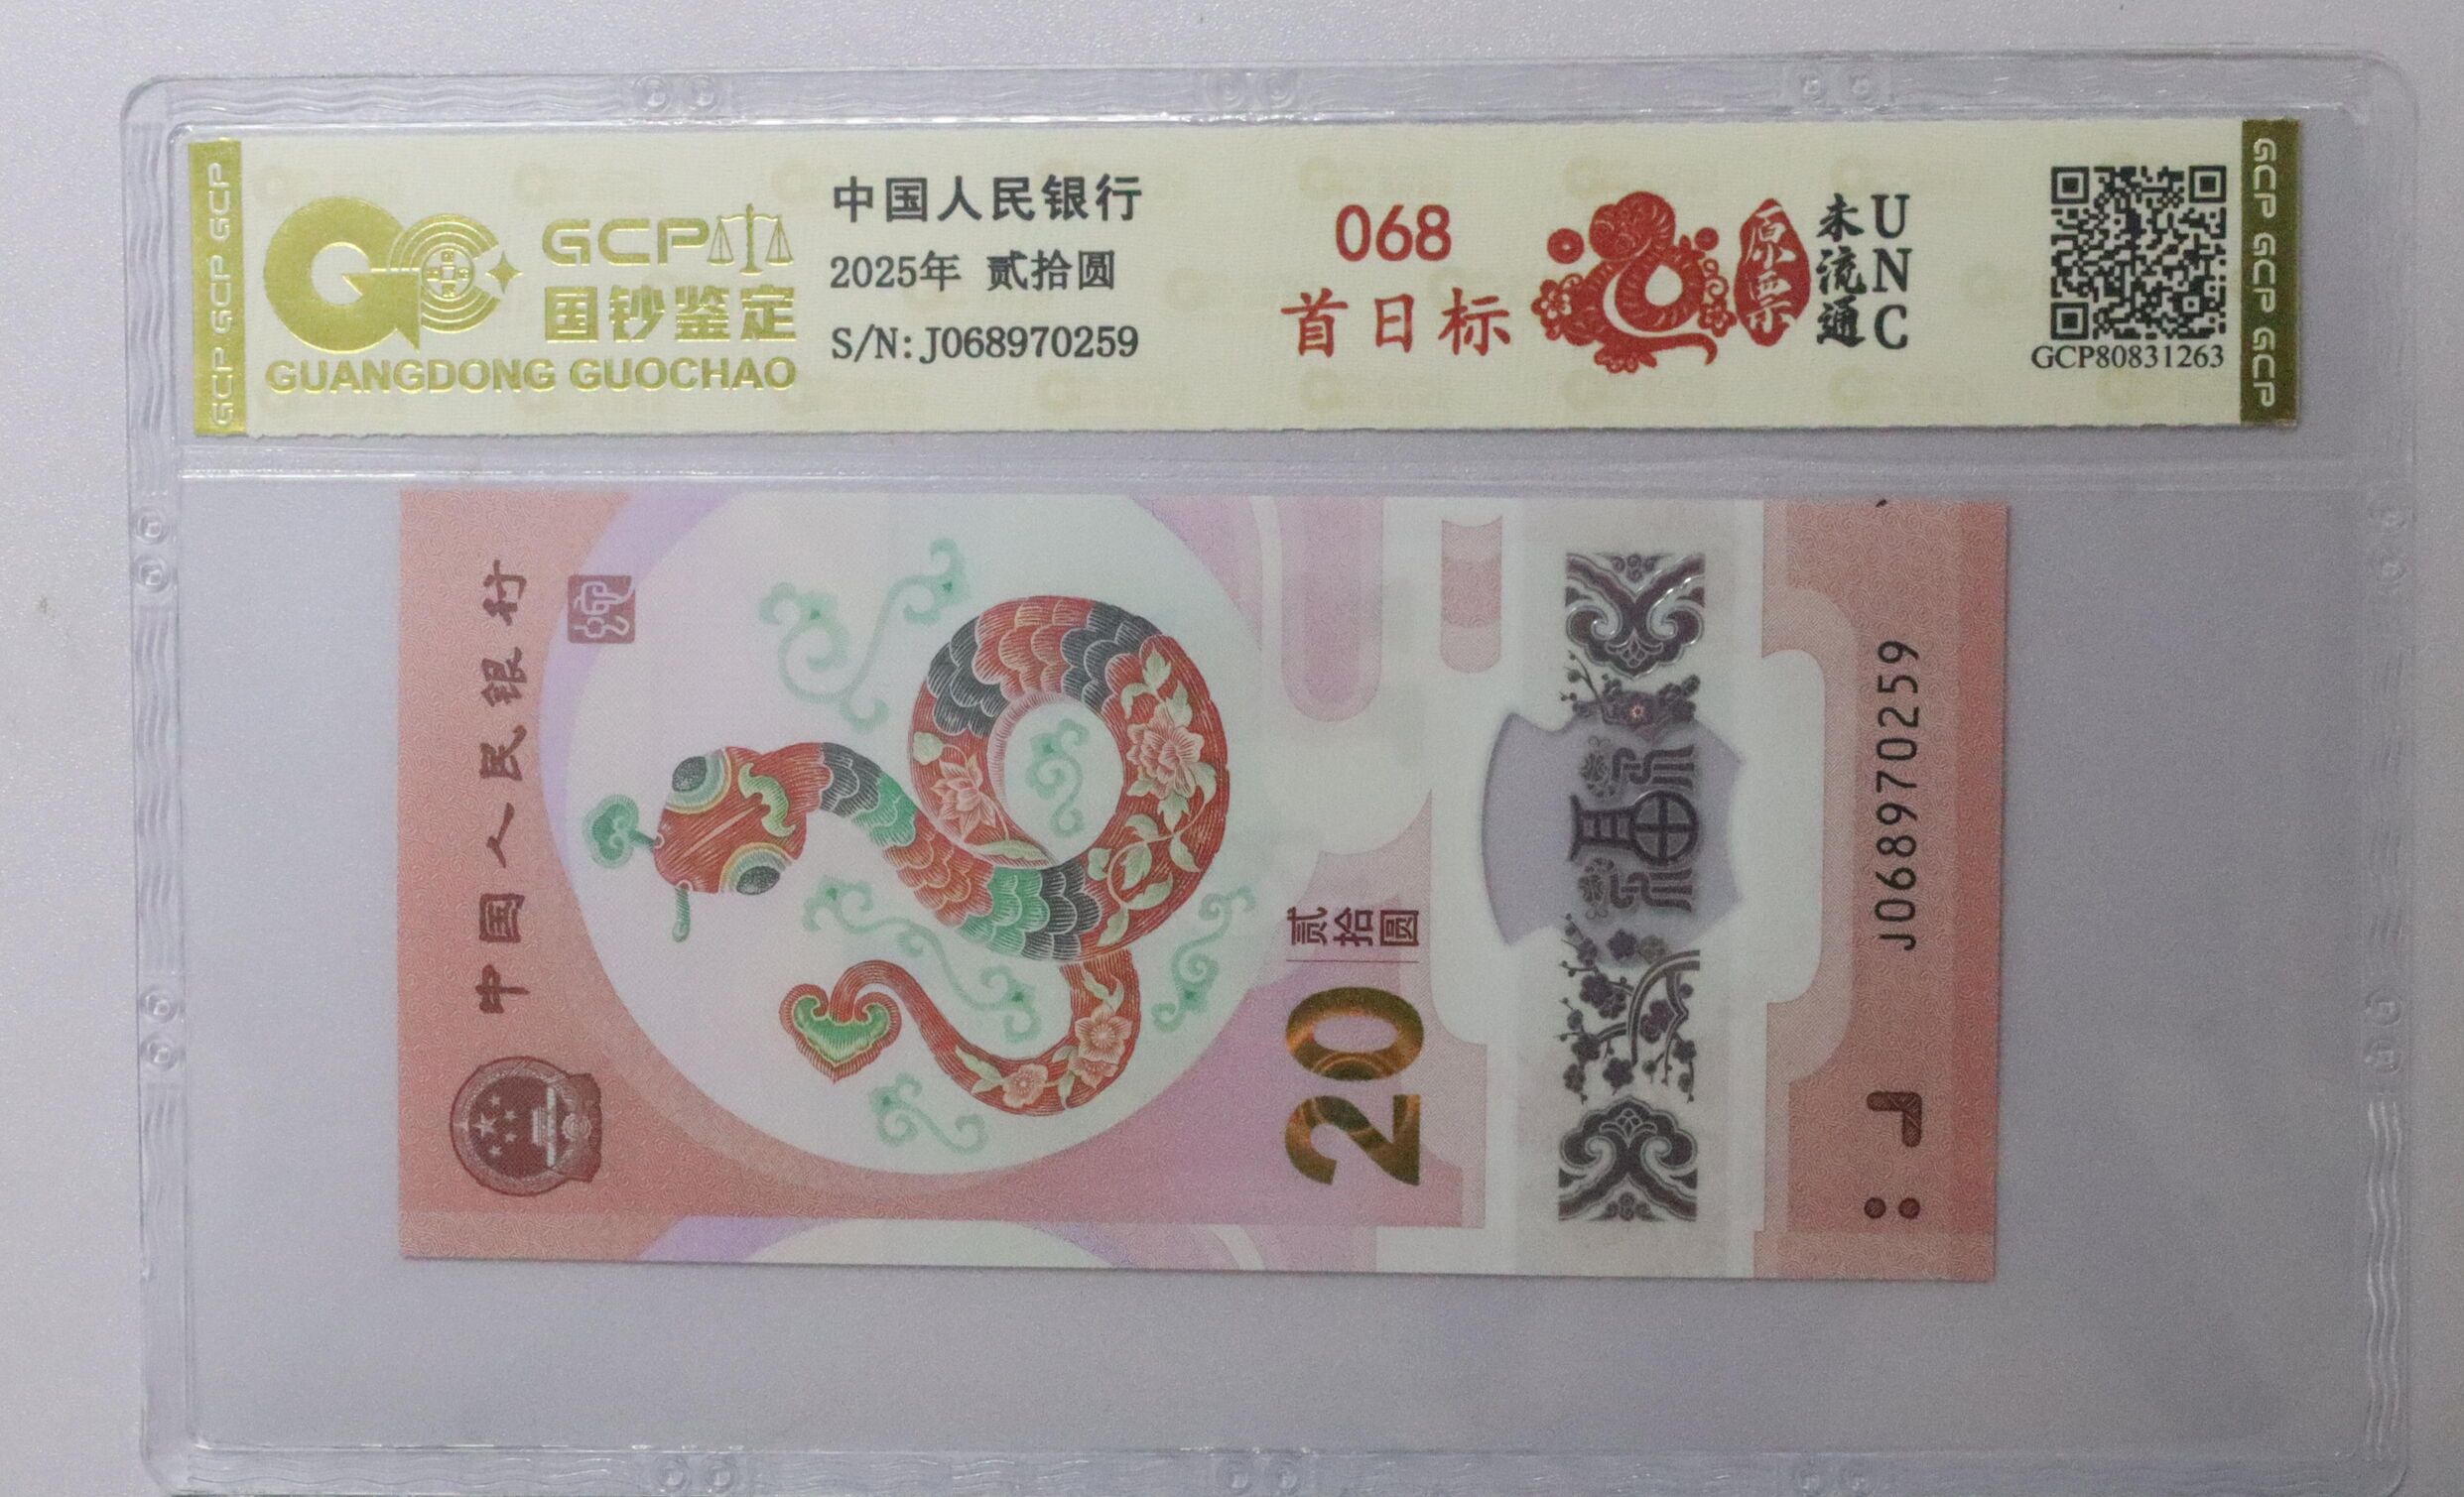 GCP GCP GCP
GCP
国钞鉴定
GUANGDONG GUOCHAO
中国人民银行
2025年 贰拾圆
S/N:J068970259
068
首日标
原票
未流通
UNC
GCP80831263
GCP GCP GCP
中国人民银行
贰拾圆
20
福
J068970259